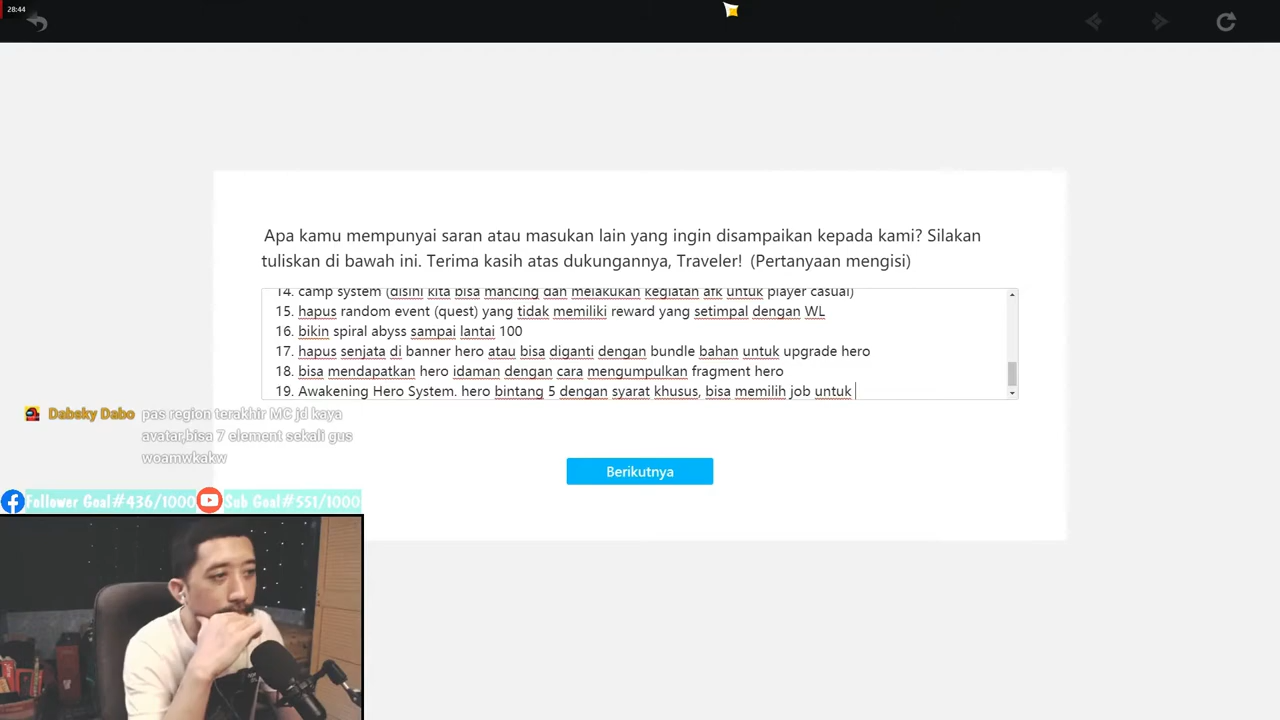 28:44
Apa kamu mempunyai saran atau masukan lain yang ingin disampaikan kepada kami? Silakan
tuliskan di bawah ini. Terima kasih atas dukungannya, Traveler! (Pertanyaan mengisi)
14. camp system (disini kita bisa mancing dan melakukan kegiatan afk untuk player casual)
15. hapus random event (quest) yang tidak memiliki reward yang setimpal dengan WL
16. bikin spiral abyss sampai lantai 100
17. hapus senjata di banner hero atau bisa diganti dengan bundle bahan untuk upgrade hero
18. bisa mendapatkan hero idaman dengan cara mengumpulkan fragment hero
19. Awakening Hero System. hero bintang 5 dengan syarat khusus, bisa memilih job untuk
Dabsky Dabo pas region terakhir MC jd kaya
avatar,bisa 7 element sekali gus
woamwkakw
Berikutnya
Follower Goal#436/1000 Sub Goal#551/1000